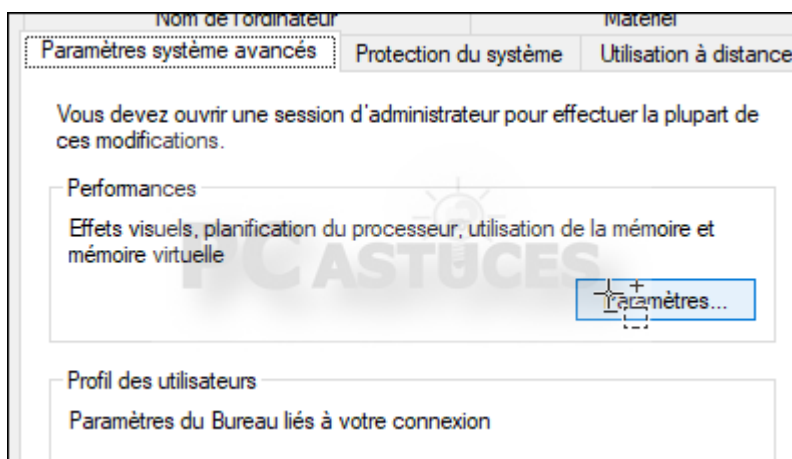 Nom de l'ordinateur Matériel
Paramètres système avancés Protection du système Utilisation à distance
Vous devez ouvrir une session d'administrateur pour effectuer la plupart de
ces modifications.
Performances
Effets visuels, planification du processeur, utilisation de la mémoire et
mémoire virtuelle
PC ASTUCES
Paramètres...
Profil des utilisateurs
Paramètres du Bureau liés à votre connexion